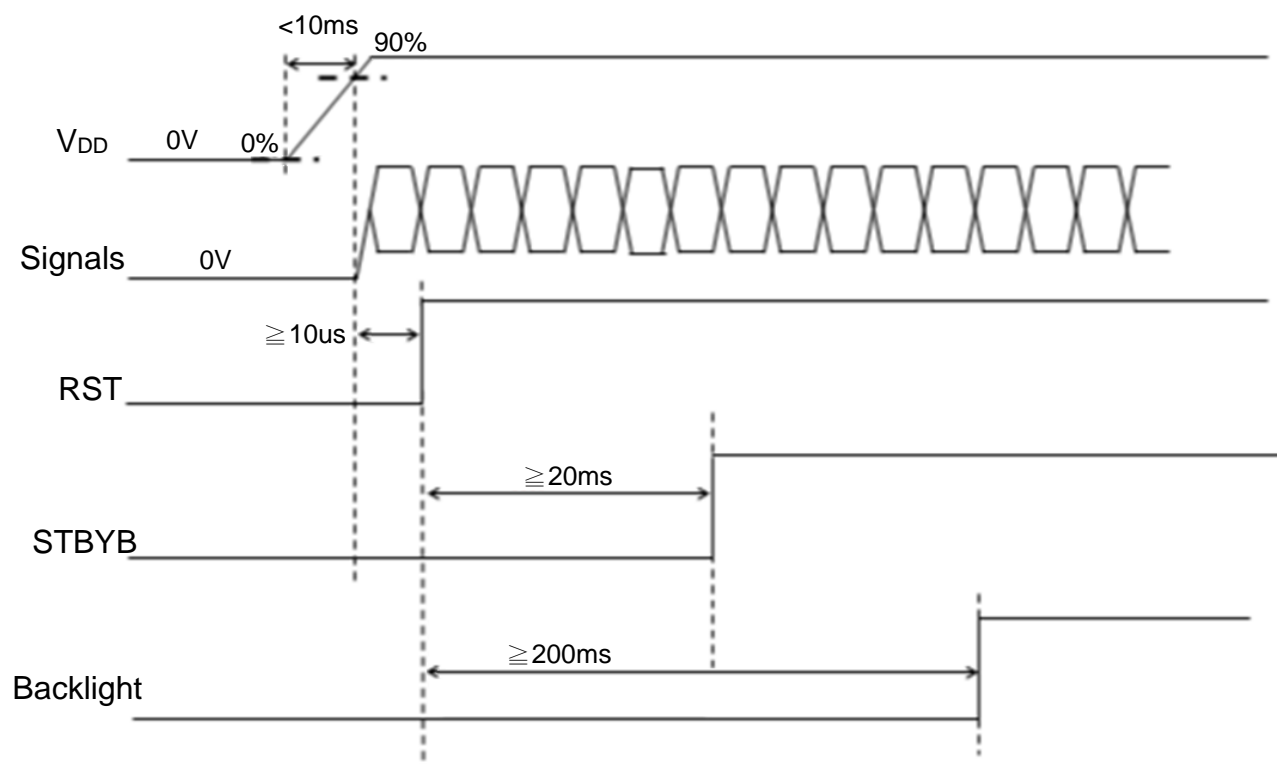 <10ms
90%
VDD 0V 0%
Signals 0V
≧10us
RST
≧20ms
STBYB
≧200ms
Backlight